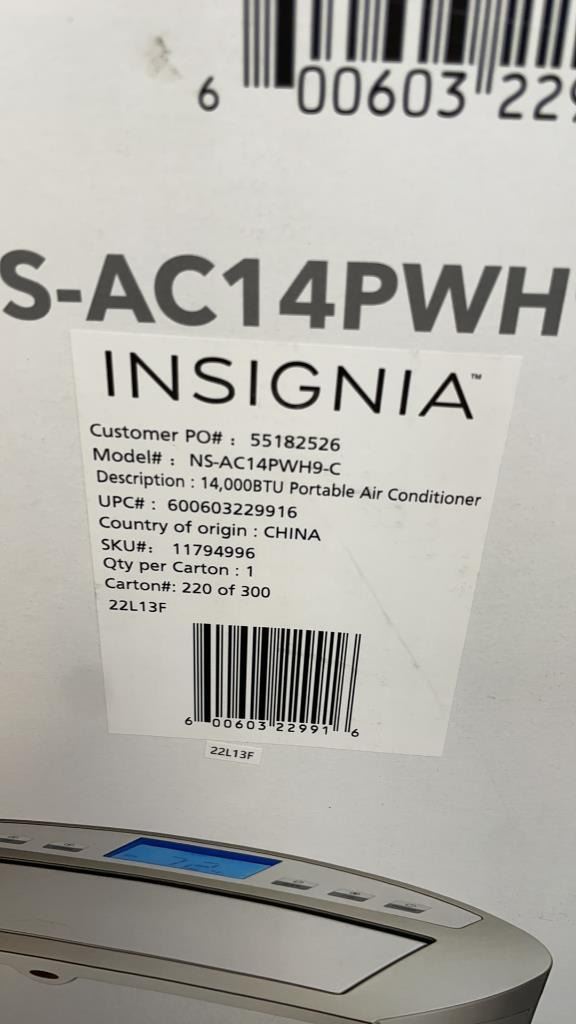 6 00603 229
S-AC14PWH
INSIGNIA™
Customer PO# : 55182526
Model# : NS-AC14PWH9-C
Description : 14,000BTU Portable Air Conditioner
UPC# : 600603229916
Country of origin : CHINA
SKU#: 11794996
Qty per Carton : 1
Carton#: 220 of 300
22L13F
6 00603 22991 6
22L13F
72